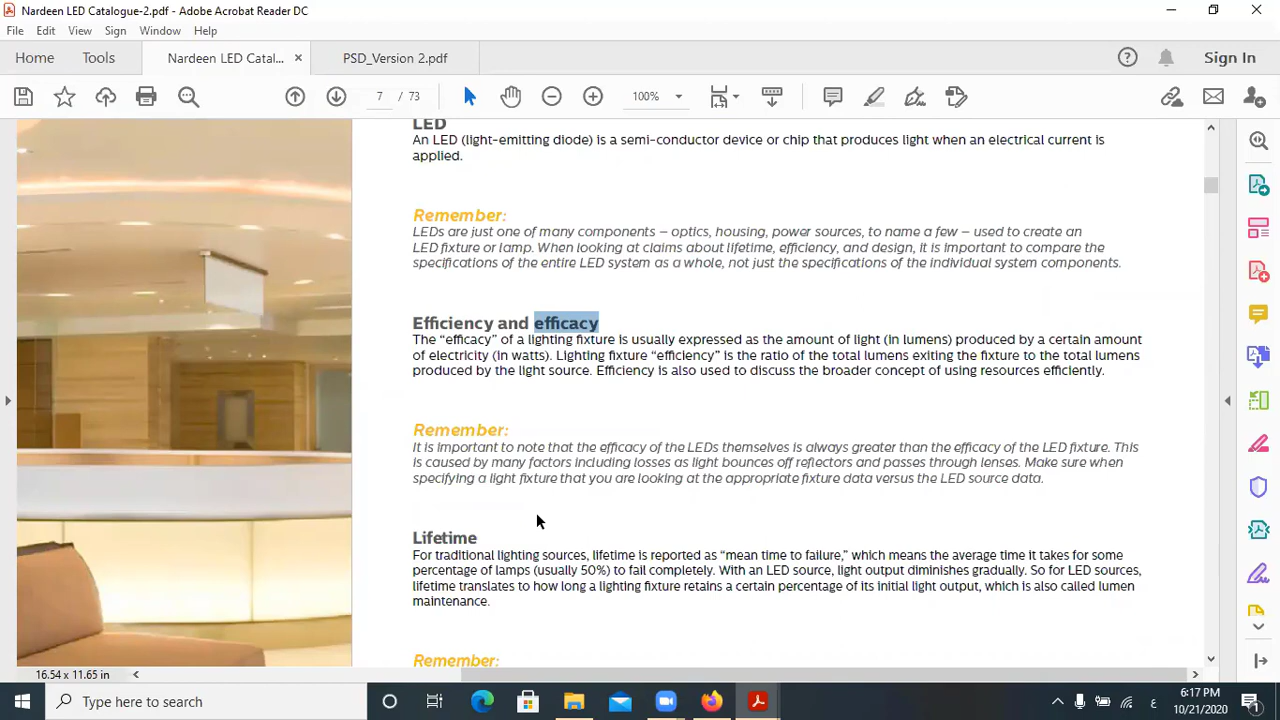 Nardeen LED Catalogue-2.pdf - Adobe Acrobat Reader DC
File Edit View Sign Window Help
Home Tools Nardeen LED Catal... × PSD_Version 2.pdf Sign In
7 / 73 100%
LED
An LED (light-emitting diode) is a semi-conductor device or chip that produces light when an electrical current is
applied.
Remember:
LEDs are just one of many components – optics, housing, power sources, to name a few – used to create an
LED fixture or lamp. When looking at claims about lifetime, efficiency, and design, it is important to compare the
specifications of the entire LED system as a whole, not just the specifications of the individual system components.
Efficiency and efficacy
The “efficacy” of a lighting fixture is usually expressed as the amount of light (in lumens) produced by a certain amount
of electricity (in watts). Lighting fixture “efficiency” is the ratio of the total lumens exiting the fixture to the total lumens
produced by the light source. Efficiency is also used to discuss the broader concept of using resources efficiently.
Remember:
It is important to note that the efficacy of the LEDs themselves is always greater than the efficacy of the LED fixture. This
is caused by many factors including losses as light bounces off reflectors and passes through lenses. Make sure when
specifying a light fixture that you are looking at the appropriate fixture data versus the LED source data.
Lifetime
For traditional lighting sources, lifetime is reported as “mean time to failure,” which means the average time it takes for some
percentage of lamps (usually 50%) to fail completely. With an LED source, light output diminishes gradually. So for LED sources,
lifetime translates to how long a lighting fixture retains a certain percentage of its initial light output, which is also called lumen
maintenance.
Remember:
16.54 x 11.65 in
Type here to search
ع 6:17 PM
10/21/2020 1